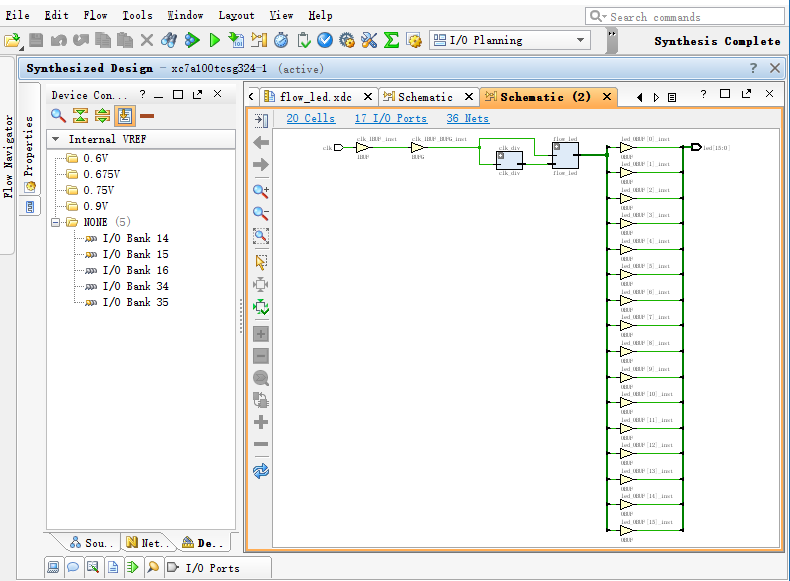 File Edit Flow Tools Window Layout View Help
Search commands
I/O Planning
Synthesis Complete
Synthesized Design - xc7a100tcsg324-1 (active)
Flow Navigator
Properties
Device Con...
Internal VREF
0.6V
0.675V
0.75V
0.9V
NONE (5)
I/O Bank 14
I/O Bank 15
I/O Bank 16
I/O Bank 34
I/O Bank 35
Sou..
Net..
De..
flow_led.xdc
Schematic
Schematic (2)
20 Cells 17 I/O Ports 36 Nets
clk
clk_IBUF_inst
IBUF
clk_IBUF_BUFG_inst
BUFG
clk_div
clk_div
flow_led
flow_led
led_OBUF[0]_inst
OBUF
led_OBUF[1]_inst
OBUF
led_OBUF[2]_inst
OBUF
led_OBUF[3]_inst
OBUF
led_OBUF[4]_inst
OBUF
led_OBUF[5]_inst
OBUF
led_OBUF[6]_inst
OBUF
led_OBUF[7]_inst
OBUF
led_OBUF[8]_inst
OBUF
led_OBUF[9]_inst
OBUF
led_OBUF[10]_inst
OBUF
led_OBUF[11]_inst
OBUF
led_OBUF[12]_inst
OBUF
led_OBUF[13]_inst
OBUF
led_OBUF[14]_inst
OBUF
led_OBUF[15]_inst
OBUF
led[15:0]
I/O Ports